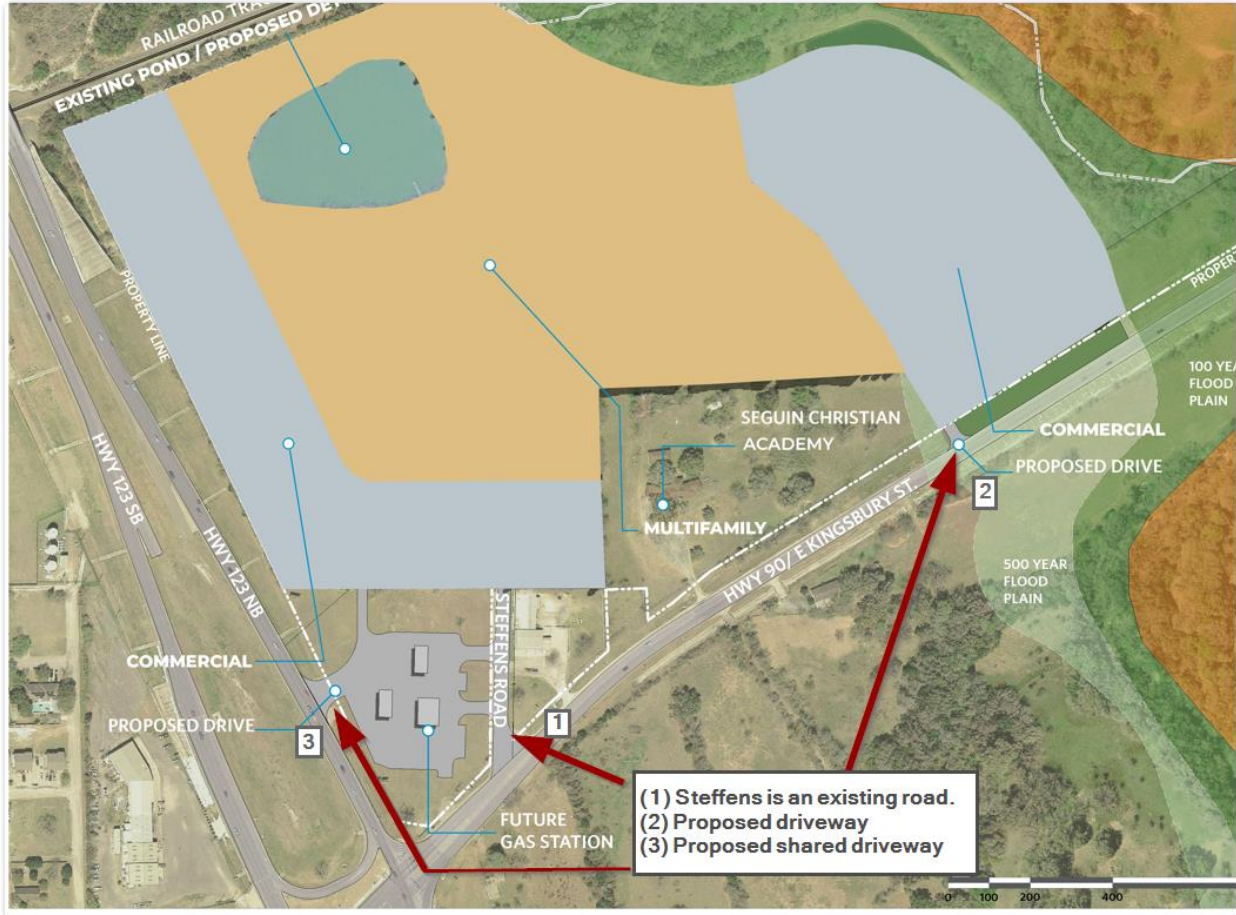 RAILROAD TRAC
EXISTING POND / PROPOSED DET
PROPERTY LINE
PROPERTY
HWY 123 SB
HWY 123 NB
SEGUIN CHRISTIAN
ACADEMY
100 YEA
FLOOD
PLAIN
COMMERCIAL
PROPOSED DRIVE
2
MULTIFAMILY
HWY 90/ E KINGSBURY ST.
500 YEAR
FLOOD
PLAIN
STEFFENS ROAD
COMMERCIAL
PROPOSED DRIVE
3
1
FUTURE
GAS STATION
(1) Steffens is an existing road.
(2) Proposed driveway
(3) Proposed shared driveway
0 100 200 400